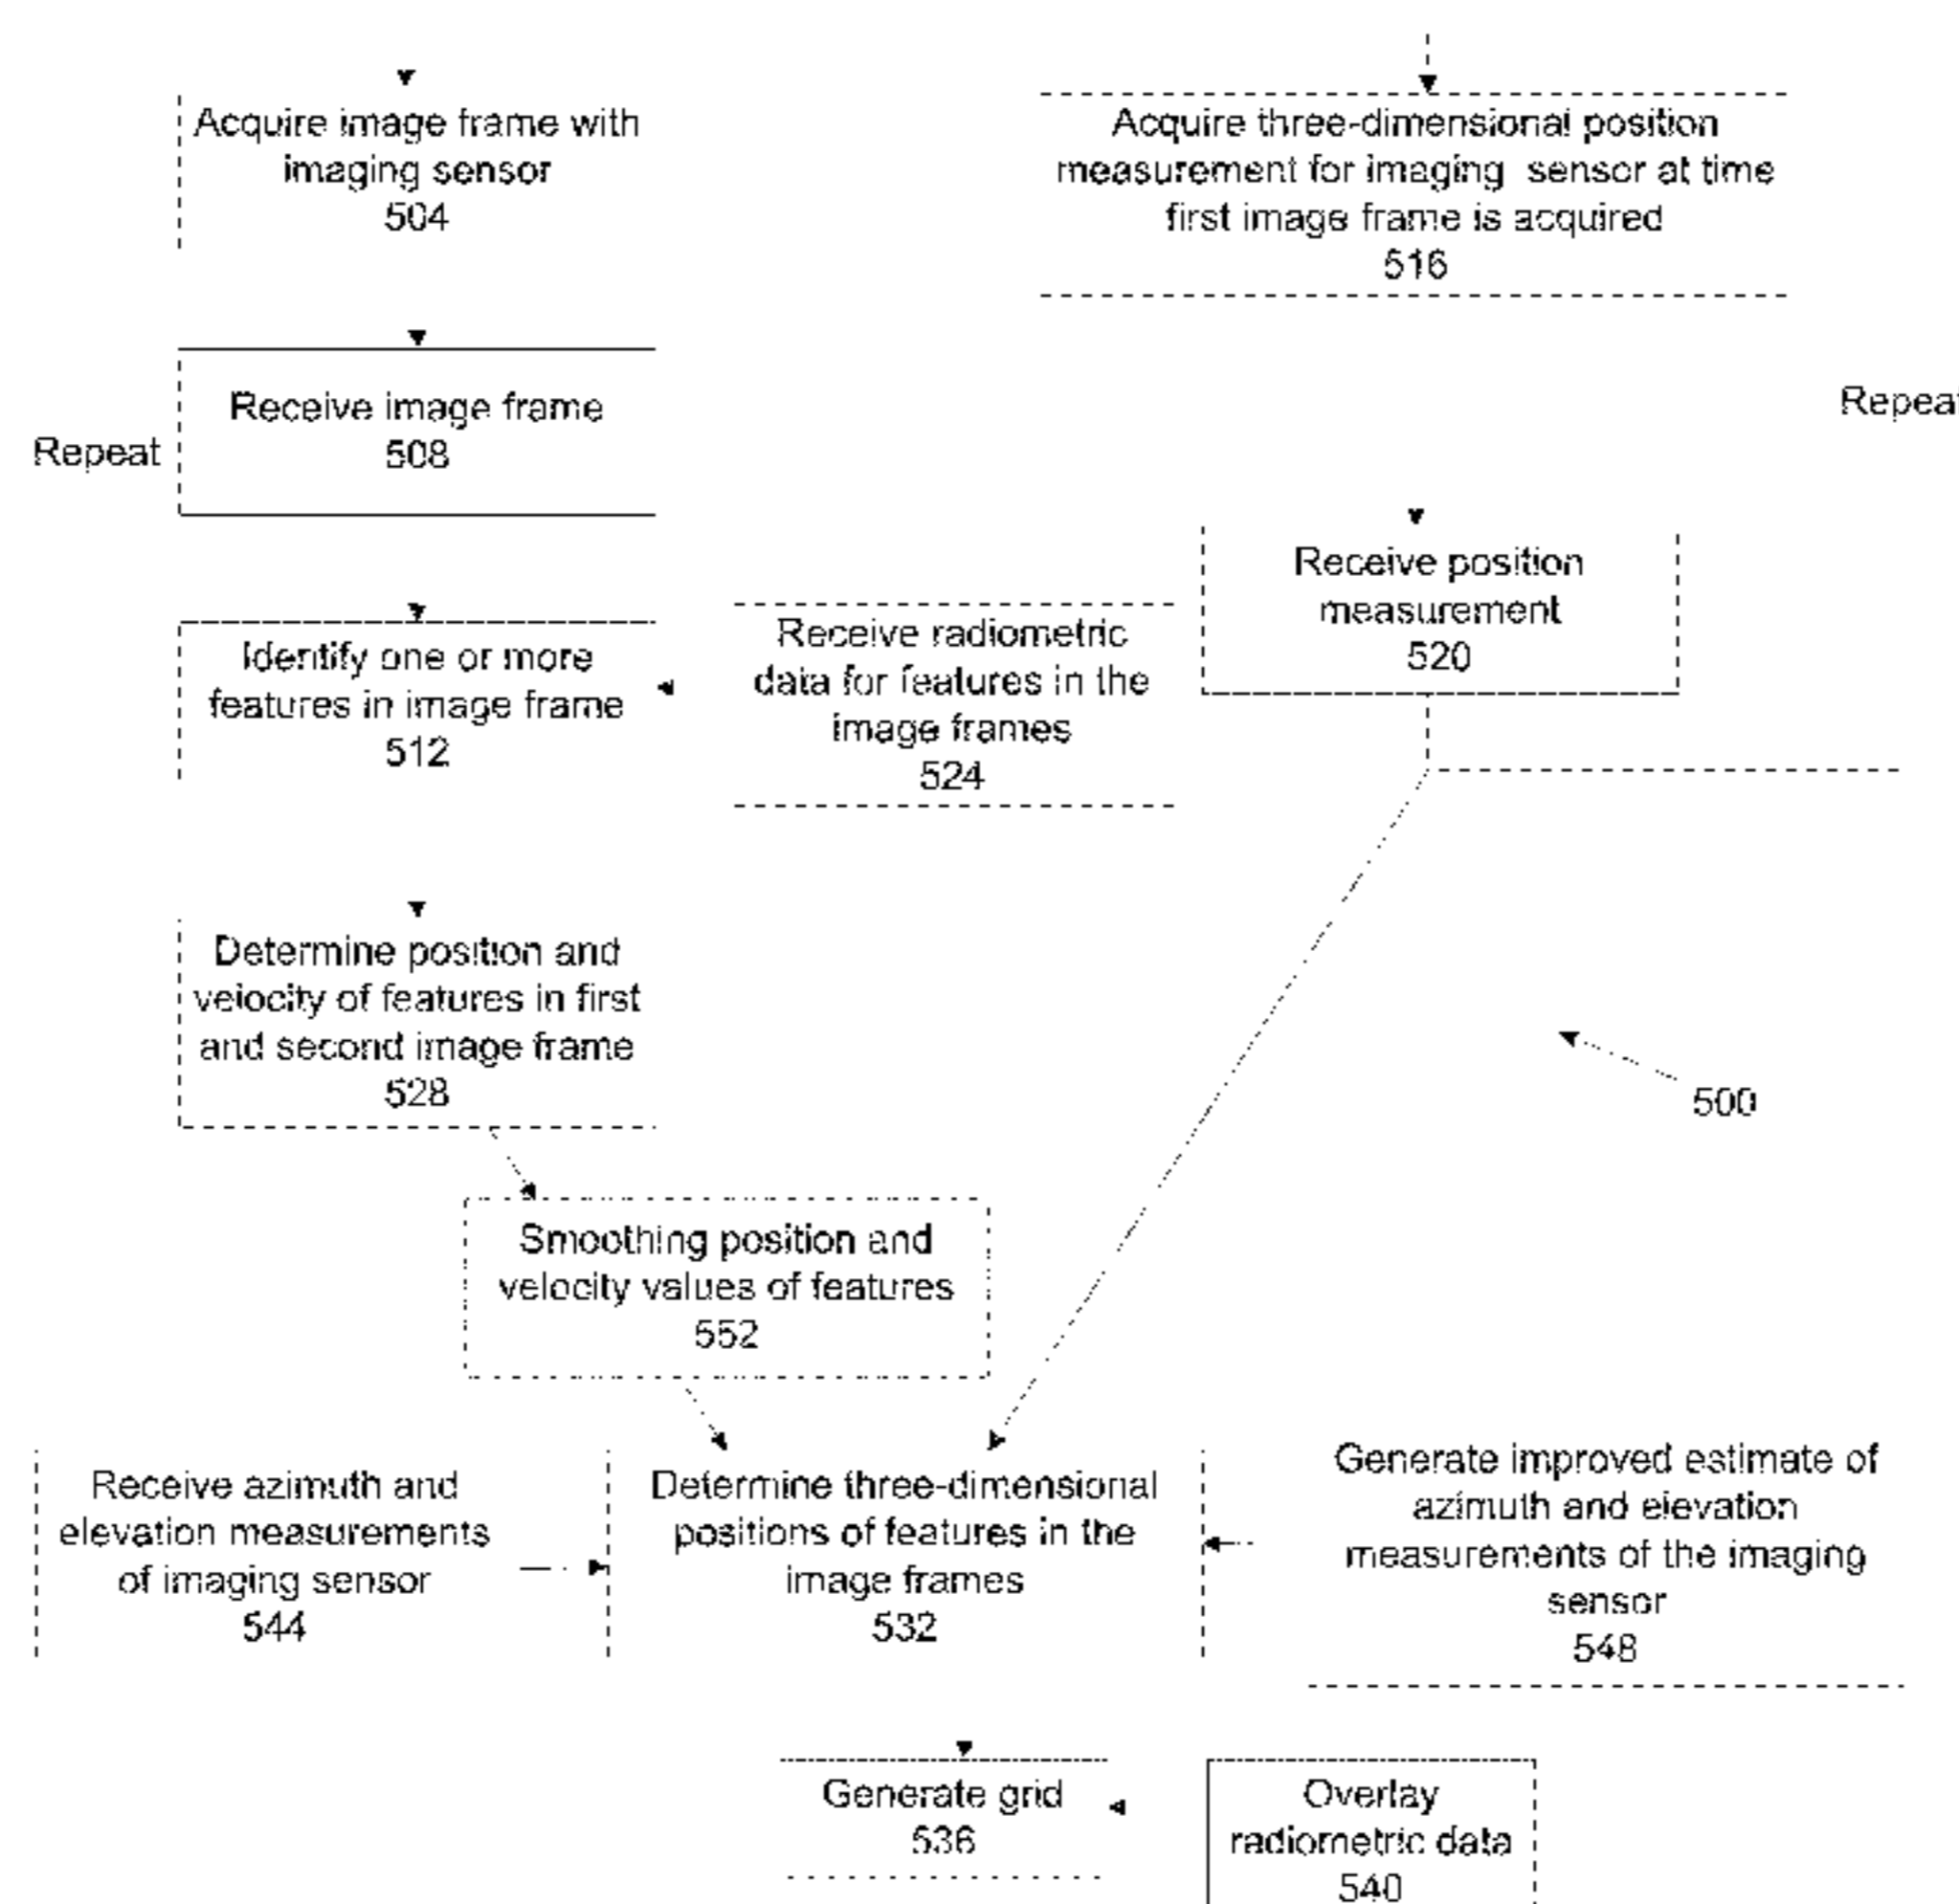 Acquire image frame with
imaging sensor
504
Acquire three-dimensional position
measurement for imaging sensor at time
first image frame is acquired
516
Repeat
Receive image frame
508
Repeat
Receive position
measurement
520
Identify one or more
features in image frame
512
Receive radiometric
data for features in the
image frames
524
Determine position and
velocity of features in first
and second image frame
528
500
Smoothing position and
velocity values of features
552
Receive azimuth and
elevation measurements
of imaging sensor
544
Determine three-dimensional
positions of features in the
image frames
532
Generate improved estimate of
azimuth and elevation
measurements of the imaging
sensor
548
Generate grid
536
Overlay
radiometric data
540